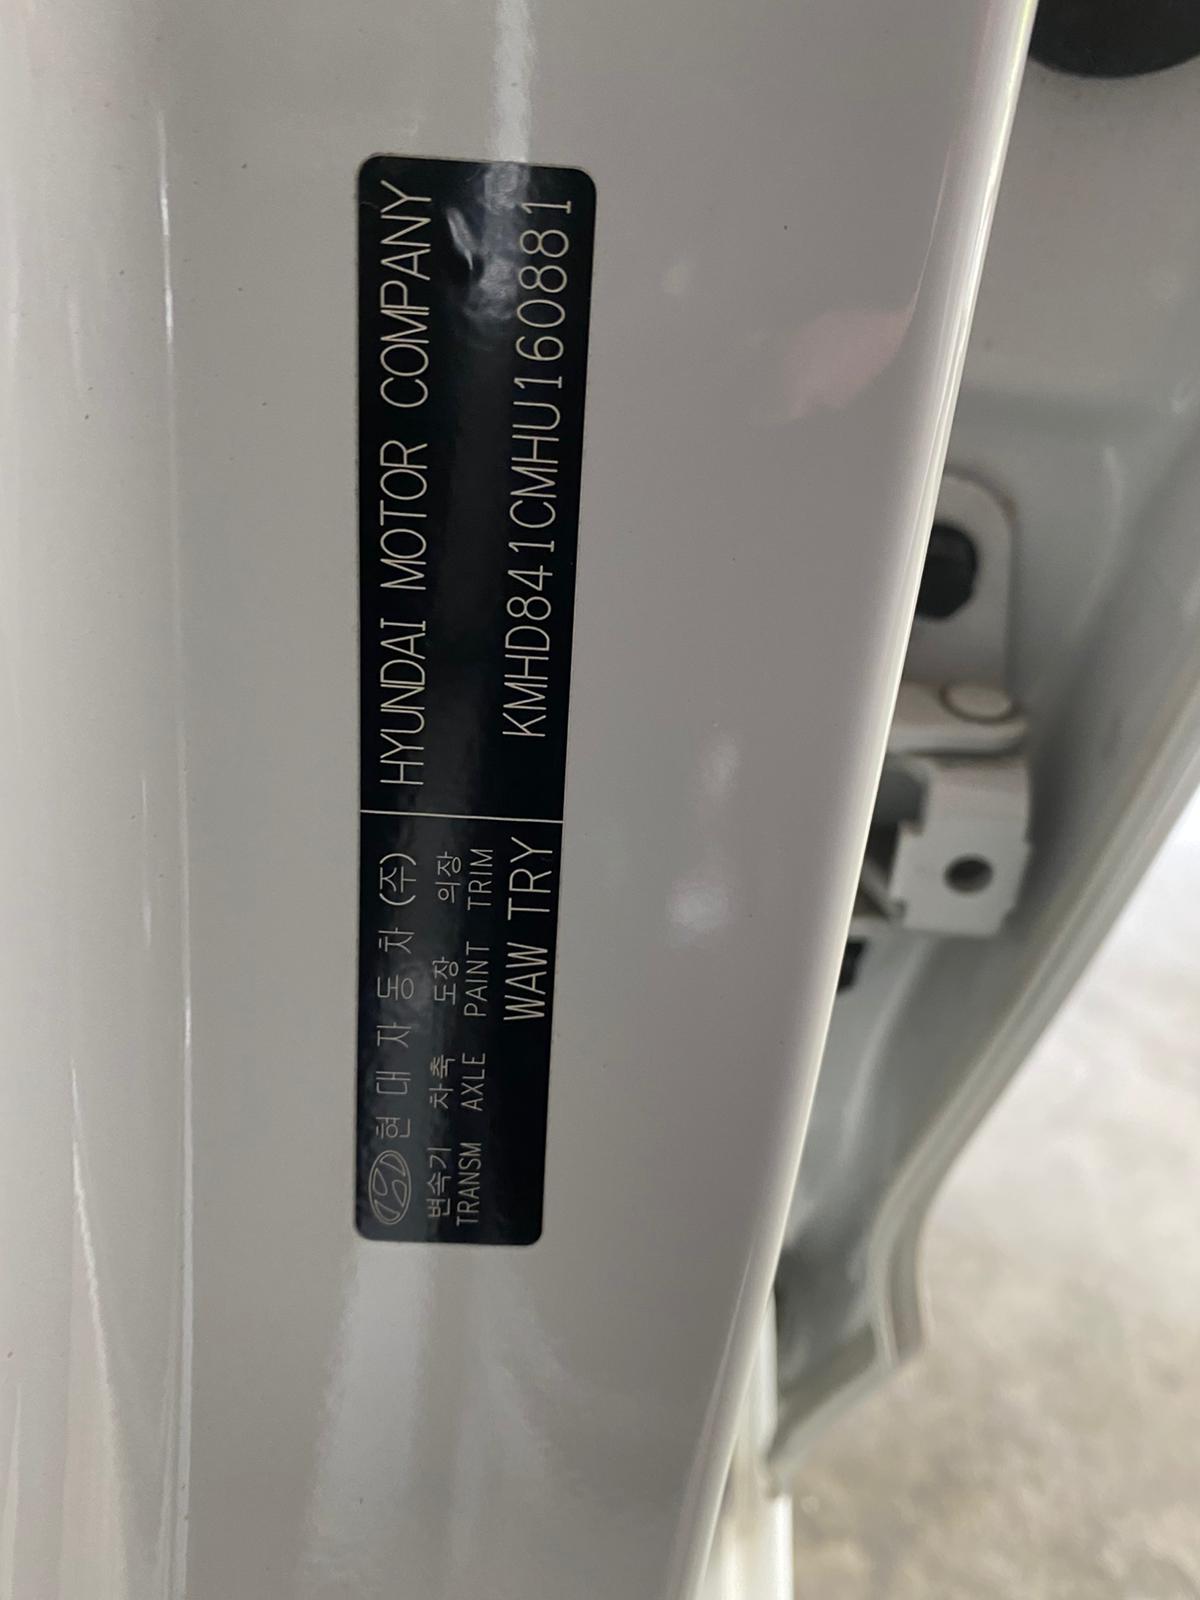 현대자동차(주) HYUNDAI MOTOR COMPANY
변속기 차축 도장 의장
TRANSM AXLE PAINT TRIM
WAW TRY KMHD841CMHU160881